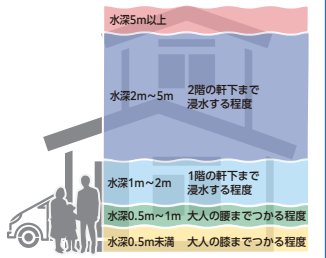 水深5m以上
水深2m～5m 2階の軒下まで
浸水する程度
水深1m～2m 1階の軒下まで
浸水する程度
水深0.5m～1m 大人の腰までつかる程度
水深0.5m未満 大人の膝までつかる程度